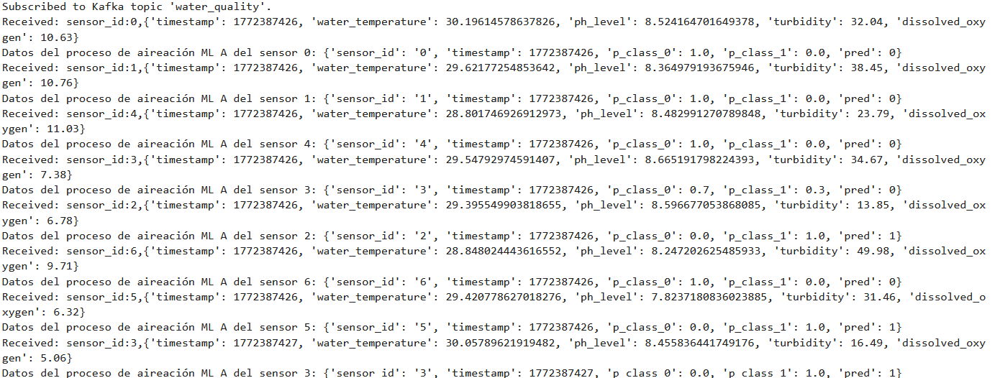 Subscribed to Kafka topic 'water_quality'.
Received: sensor_id:0,{'timestamp': 1772387426, 'water_temperature': 30.19614578637826, 'ph_level': 8.524164701649378, 'turbidity': 32.04, 'dissolved_oxy
gen': 10.63}
Datos del proceso de aireación ML A del sensor 0: {'sensor_id': '0', 'timestamp': 1772387426, 'p_class_0': 1.0, 'p_class_1': 0.0, 'pred': 0}
Received: sensor_id:1,{'timestamp': 1772387426, 'water_temperature': 29.62177254853642, 'ph_level': 8.364979193675946, 'turbidity': 38.45, 'dissolved_oxy
gen': 10.76}
Datos del proceso de aireación ML A del sensor 1: {'sensor_id': '1', 'timestamp': 1772387426, 'p_class_0': 1.0, 'p_class_1': 0.0, 'pred': 0}
Received: sensor_id:4,{'timestamp': 1772387426, 'water_temperature': 28.801746926912973, 'ph_level': 8.482991270789848, 'turbidity': 23.79, 'dissolved_ox
ygen': 11.03}
Datos del proceso de aireación ML A del sensor 4: {'sensor_id': '4', 'timestamp': 1772387426, 'p_class_0': 1.0, 'p_class_1': 0.0, 'pred': 0}
Received: sensor_id:3,{'timestamp': 1772387426, 'water_temperature': 29.54792974591407, 'ph_level': 8.665191798224393, 'turbidity': 34.67, 'dissolved_oxy
gen': 7.38}
Datos del proceso de aireación ML A del sensor 3: {'sensor_id': '3', 'timestamp': 1772387426, 'p_class_0': 0.7, 'p_class_1': 0.3, 'pred': 0}
Received: sensor_id:2,{'timestamp': 1772387426, 'water_temperature': 29.395549903818655, 'ph_level': 8.596677053868085, 'turbidity': 13.85, 'dissolved_ox
ygen': 6.78}
Datos del proceso de aireación ML A del sensor 2: {'sensor_id': '2', 'timestamp': 1772387426, 'p_class_0': 0.0, 'p_class_1': 1.0, 'pred': 1}
Received: sensor_id:6,{'timestamp': 1772387426, 'water_temperature': 28.848024443616552, 'ph_level': 8.247202625485933, 'turbidity': 49.98, 'dissolved_ox
ygen': 9.71}
Datos del proceso de aireación ML A del sensor 6: {'sensor_id': '6', 'timestamp': 1772387426, 'p_class_0': 1.0, 'p_class_1': 0.0, 'pred': 0}
Received: sensor_id:5,{'timestamp': 1772387426, 'water_temperature': 29.420778627018276, 'ph_level': 7.8237180836023885, 'turbidity': 31.46, 'dissolved_o
xygen': 6.32}
Datos del proceso de aireación ML A del sensor 5: {'sensor_id': '5', 'timestamp': 1772387426, 'p_class_0': 0.0, 'p_class_1': 1.0, 'pred': 1}
Received: sensor_id:3,{'timestamp': 1772387427, 'water_temperature': 30.05789621919482, 'ph_level': 8.455836441749176, 'turbidity': 16.49, 'dissolved_oxy
gen': 5.06}
Datos del proceso de aireación ML A del sensor 3: {'sensor_id': '3', 'timestamp': 1772387427, 'p_class_0': 0.0, 'p_class_1': 1.0, 'pred': 1}